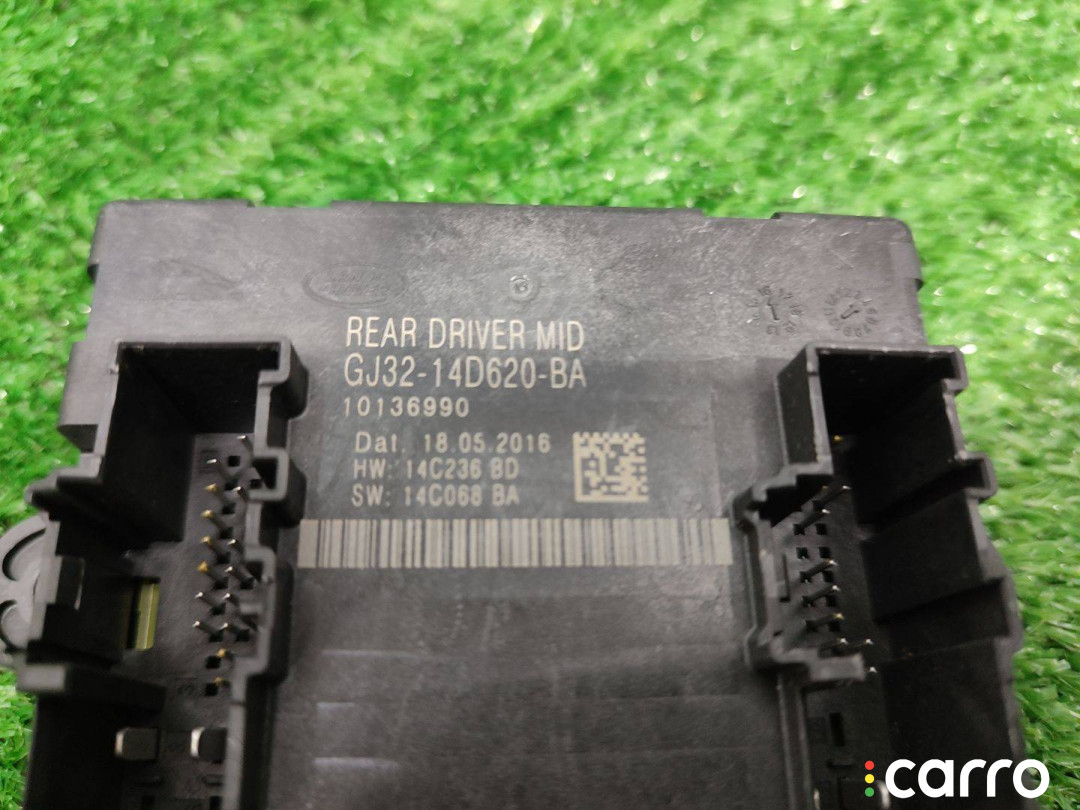 REAR DRIVER MID
GJ32-14D620-BA
10136990
Dat. 18.05.2016
HW: 14C236 BD
SW: 14C068 BA
carro